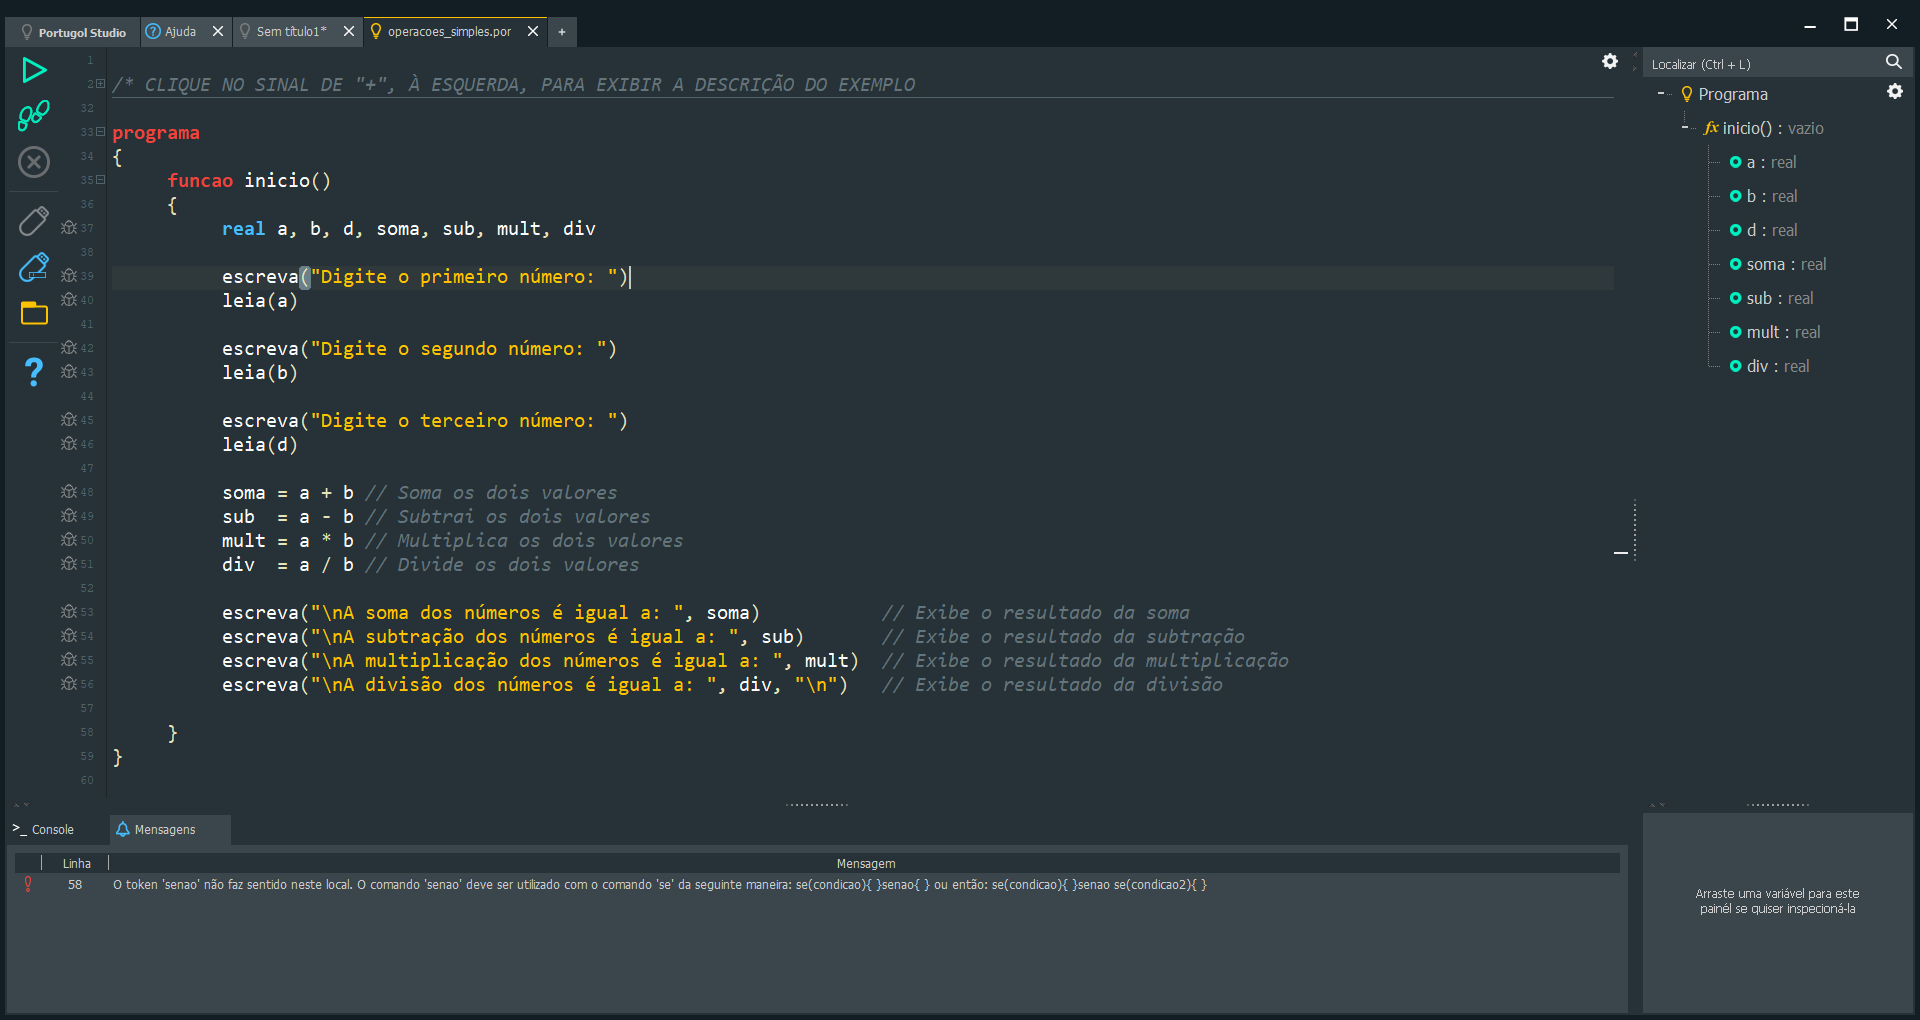 Portugol Studio
Ajuda
Sem título1*
operacoes_simples.por
+
1
2 /* CLIQUE NO SINAL DE "+", À ESQUERDA, PARA EXIBIR A DESCRIÇÃO DO EXEMPLO
32
33 programa
34 {
35 funcao inicio()
36 {
37 real a, b, d, soma, sub, mult, div
38
39 escreva("Digite o primeiro número: ")
40 leia(a)
41
42 escreva("Digite o segundo número: ")
43 leia(b)
44
45 escreva("Digite o terceiro número: ")
46 leia(d)
47
48 soma = a + b // Soma os dois valores
49 sub  = a - b // Subtrai os dois valores
50 mult = a * b // Multiplica os dois valores
51 div  = a / b // Divide os dois valores
52
53 escreva("\nA soma dos números é igual a: ", soma) // Exibe o resultado da soma
54 escreva("\nA subtração dos números é igual a: ", sub) // Exibe o resultado da subtração
55 escreva("\nA multiplicação dos números é igual a: ", mult) // Exibe o resultado da multiplicação
56 escreva("\nA divisão dos números é igual a: ", div, "\n") // Exibe o resultado da divisão
57
58 }
59 }
60
Localizar (Ctrl + L)
Programa
fx inicio() : vazio
a : real
b : real
d : real
soma : real
sub : real
mult : real
div : real
>_ Console
Mensagens
Linha Mensagem
58 O token 'senao' não faz sentido neste local. O comando 'senao' deve ser utilizado com o comando 'se' da seguinte maneira: se(condicao){ }senao{ } ou então: se(condicao){ }senao se(condicao2){ }
Arraste uma variável para este
painél se quiser inspecioná-la